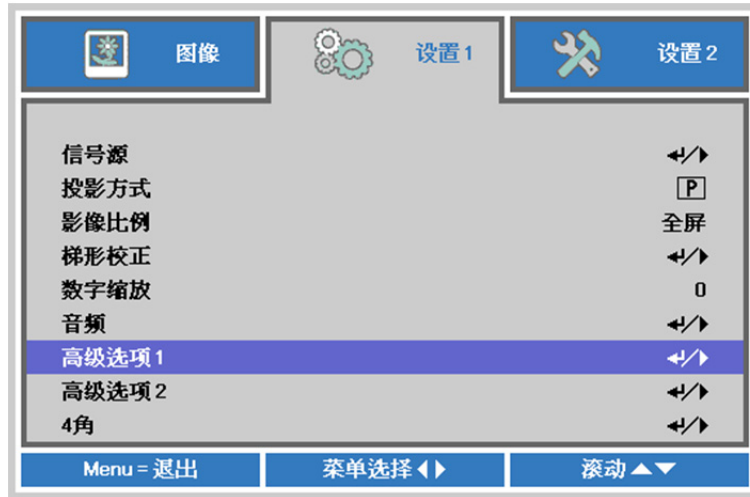 图像 设置1 设置2
信号源
投影方式 P
影像比例 全屏
梯形校正
数字缩放 0
音频
高级选项1
高级选项2
4角
Menu = 退出 菜单选择 ◀▶ 滚动 ▲▼